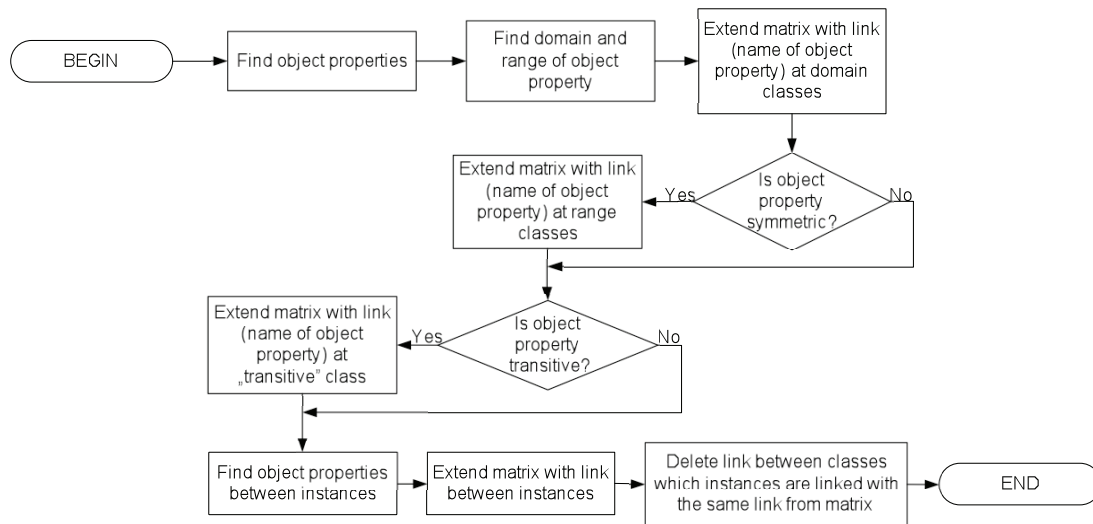 BEGIN
Find object properties
Find domain and
range of object
property
Extend matrix with link
(name of object
property) at domain
classes
Is object
property
symmetric?
Yes
No
Extend matrix with link
(name of object
property) at range
classes
Is object
property
transitive?
Yes
No
Extend matrix with link
(name of object
property) at
„transitive” class
Find object properties
between instances
Extend matrix with link
between instances
Delete link between classes
which instances are linked with
the same link from matrix
END